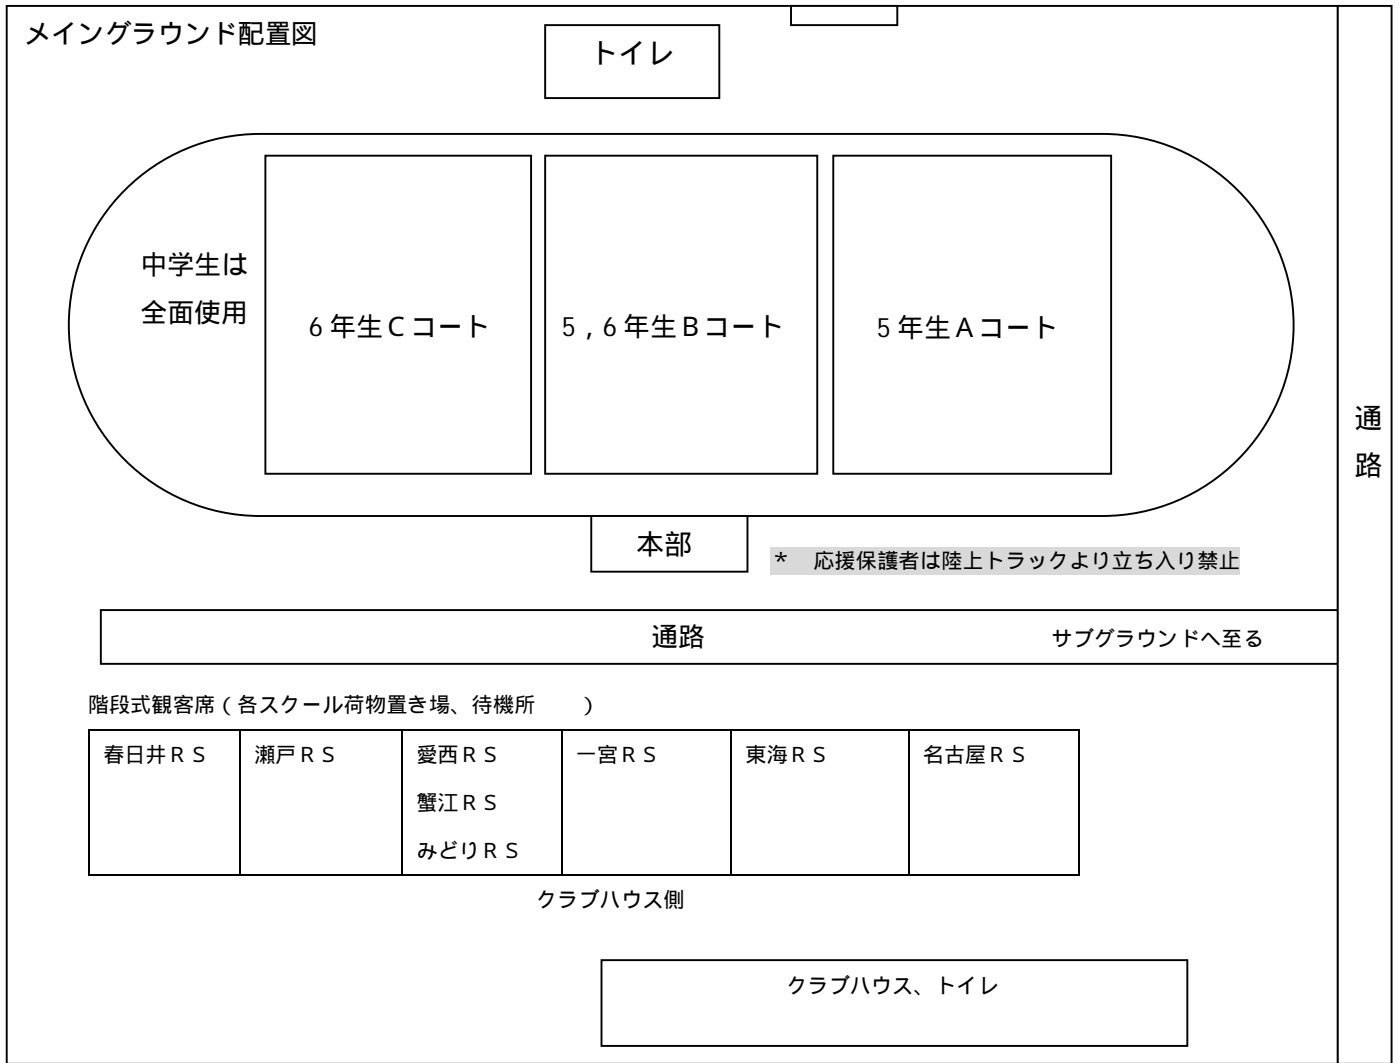 メイングラウンド配置図
トイレ
中学生は
全面使用
6年生Cコート
5,6年生Bコート
5年生Aコート
通
路
本部
* 応援保護者は陸上トラックより立ち入り禁止
通路
サブグラウンドへ至る
階段式観客席(各スクール荷物置き場、待機所　　)
春日井RS
瀬戸RS
愛西RS
蟹江RS
みどりRS
一宮RS
東海RS
名古屋RS
クラブハウス側
クラブハウス、トイレ